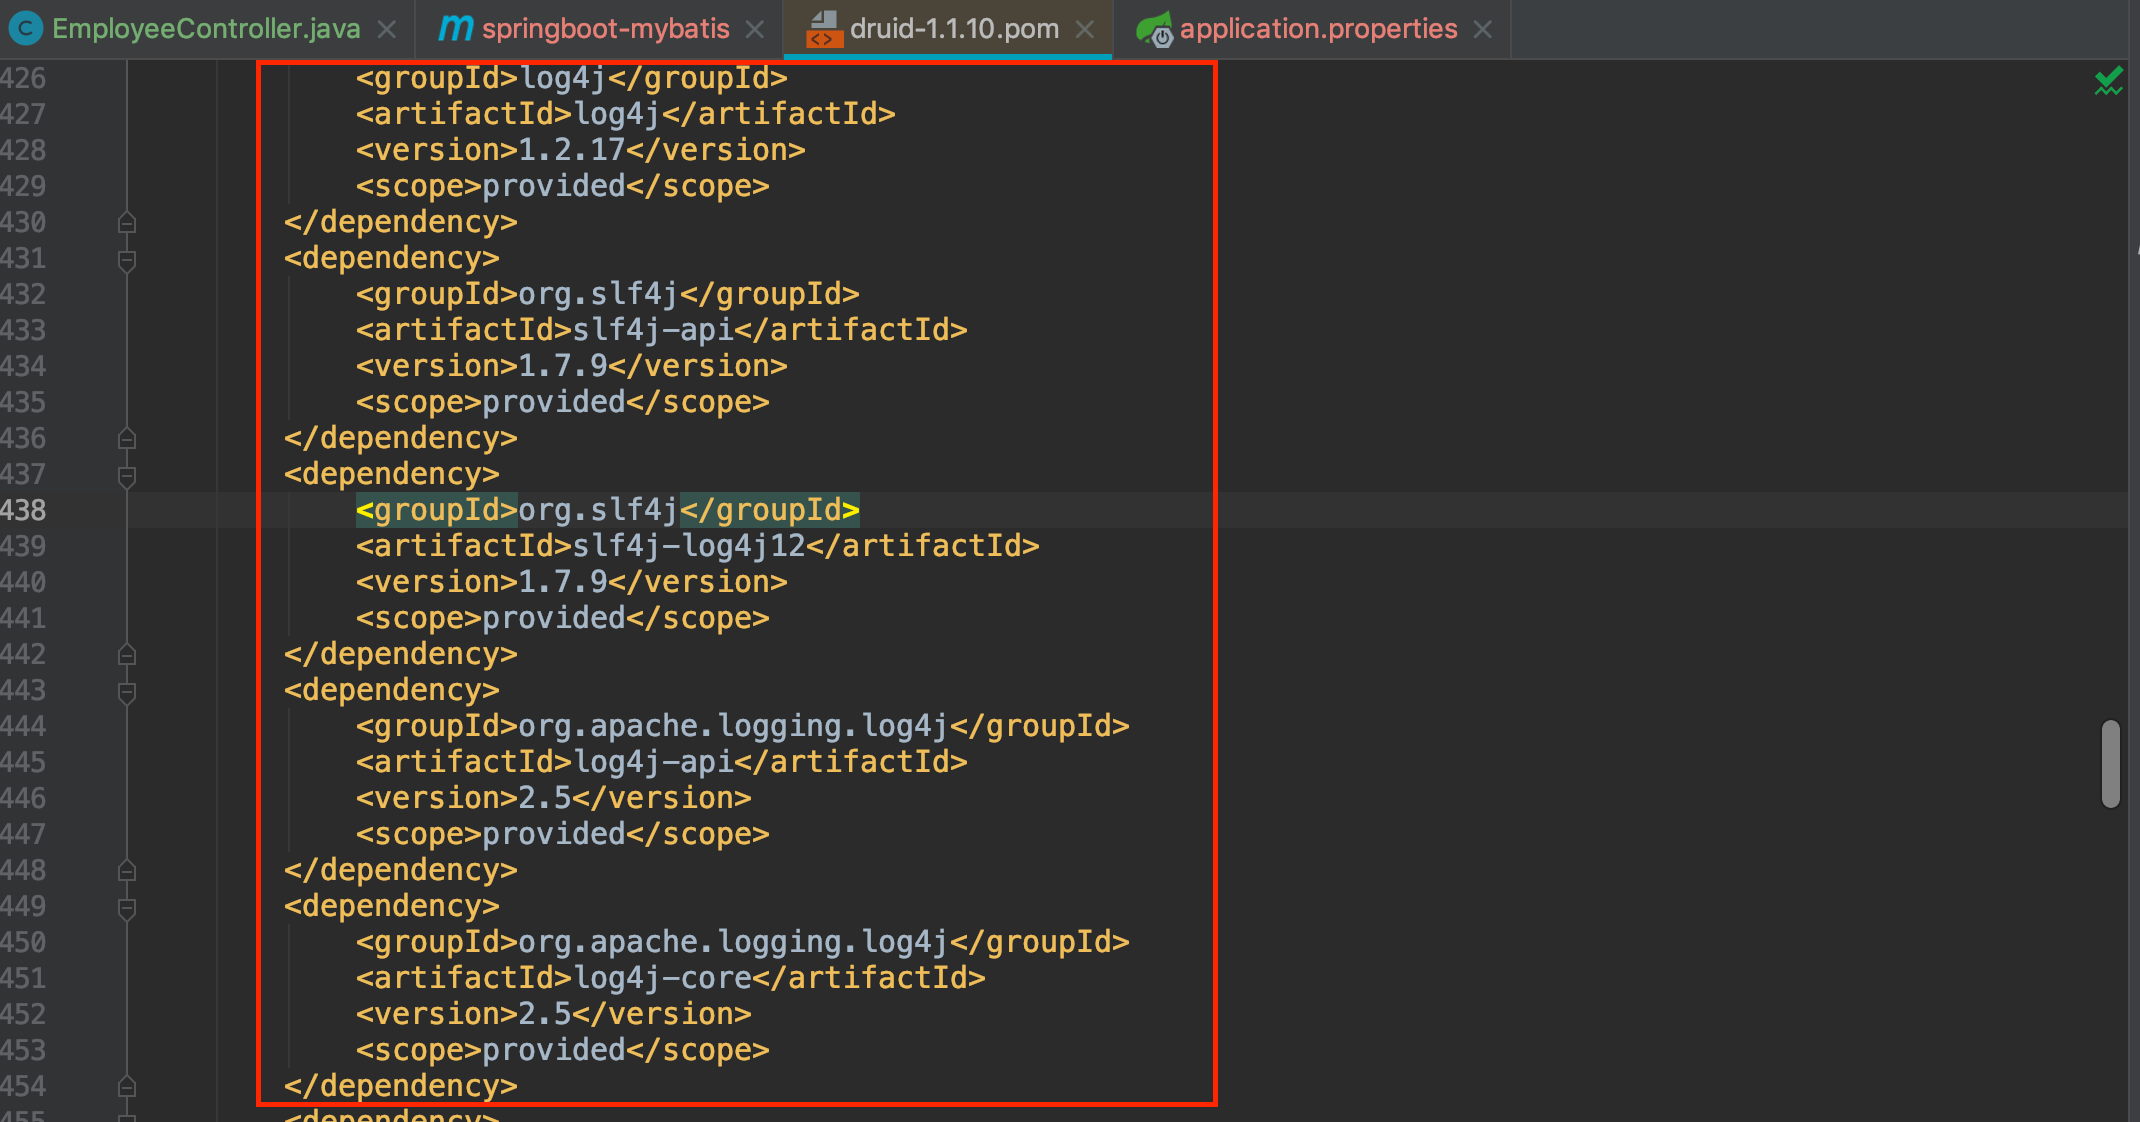 EmployeeController.java
springboot-mybatis
druid-1.1.10.pom
application.properties
426 <groupId>log4j</groupId>
427 <artifactId>log4j</artifactId>
428 <version>1.2.17</version>
429 <scope>provided</scope>
430 </dependency>
431 <dependency>
432 <groupId>org.slf4j</groupId>
433 <artifactId>slf4j-api</artifactId>
434 <version>1.7.9</version>
435 <scope>provided</scope>
436 </dependency>
437 <dependency>
438 <groupId>org.slf4j</groupId>
439 <artifactId>slf4j-log4j12</artifactId>
440 <version>1.7.9</version>
441 <scope>provided</scope>
442 </dependency>
443 <dependency>
444 <groupId>org.apache.logging.log4j</groupId>
445 <artifactId>log4j-api</artifactId>
446 <version>2.5</version>
447 <scope>provided</scope>
448 </dependency>
449 <dependency>
450 <groupId>org.apache.logging.log4j</groupId>
451 <artifactId>log4j-core</artifactId>
452 <version>2.5</version>
453 <scope>provided</scope>
454 </dependency>
455 <dependency>